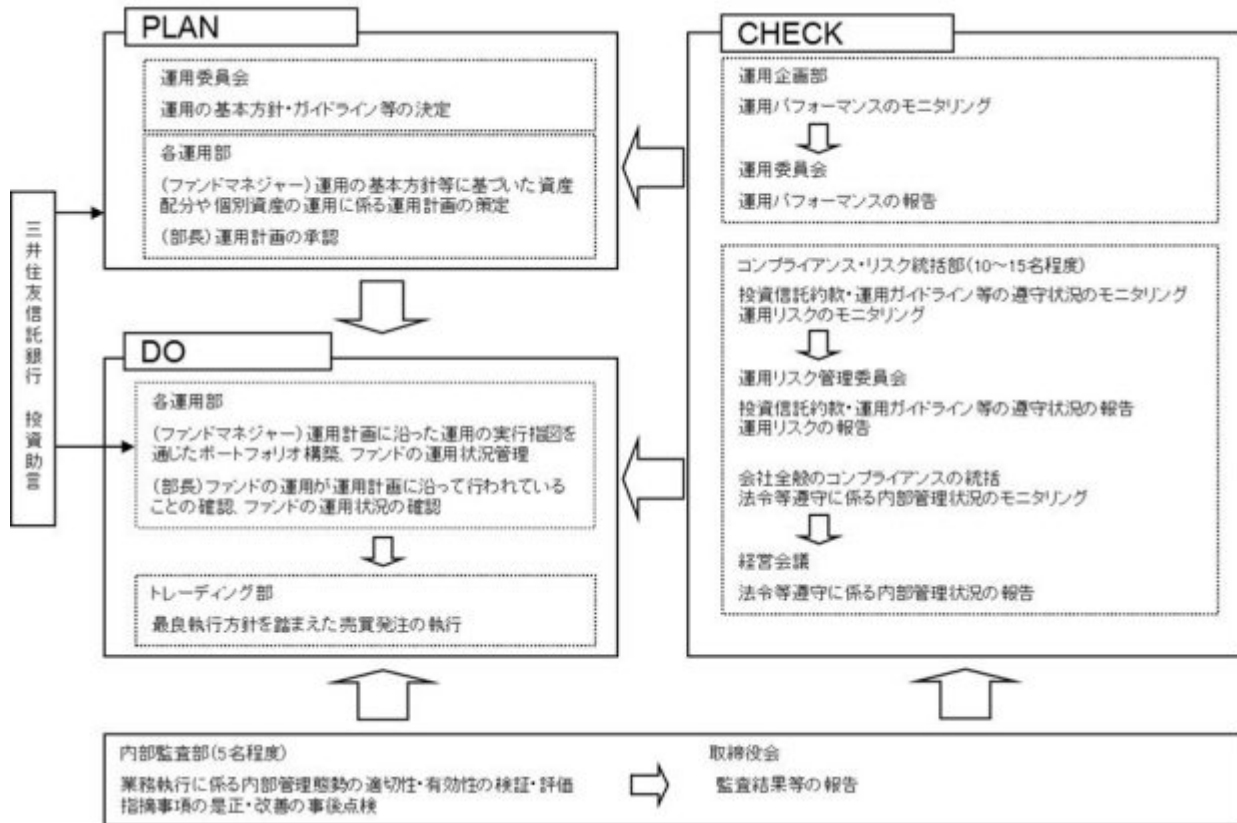 PLAN
運用委員会
運用の基本方針・ガイドライン等の決定
各運用部
(ファンドマネジャー)運用の基本方針等に基づいた資産
配分や個別資産の運用に係る運用計画の策定
(部長)運用計画の承認
三井住友信託銀行 投資助言
DO
各運用部
(ファンドマネジャー)運用計画に沿った運用の実行指図を
通じたポートフォリオ構築、ファンドの運用状況管理
(部長)ファンドの運用が運用計画に沿って行われている
ことの確認、ファンドの運用状況の確認
トレーディング部
最良執行方針を踏まえた売買発注の執行
CHECK
運用企画部
運用パフォーマンスのモニタリング
運用委員会
運用パフォーマンスの報告
コンプライアンス・リスク統括部(10～15名程度)
投資信託約款・運用ガイドライン等の遵守状況のモニタリング
運用リスクのモニタリング
運用リスク管理委員会
投資信託約款・運用ガイドライン等の遵守状況の報告
運用リスクの報告
会社全般のコンプライアンスの統括
法令等遵守に係る内部管理状況のモニタリング
経営会議
法令等遵守に係る内部管理状況の報告
内部監査部(5名程度)
業務執行に係る内部管理態勢の適切性・有効性の検証・評価
指摘事項の是正・改善の事後点検
取締役会
監査結果等の報告